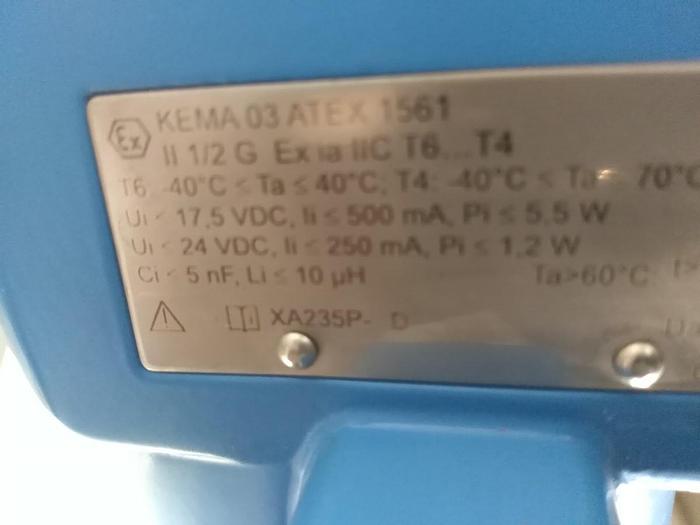 Ex KEMA 03 ATEX 1561
II 1/2 G Ex ia IIC T6...T4
T6: -40°C ≤ Ta ≤ 40°C; T4: -40°C ≤ Ta ≤ 70°C
Ui ≤ 17,5 VDC, Ii ≤ 500 mA, Pi ≤ 5,5 W
Ui ≤ 24 VDC, Ii ≤ 250 mA, Pi ≤ 1,2 W
Ci ≤ 5 nF, Li ≤ 10 µH Ta>60°C
XA235P- D